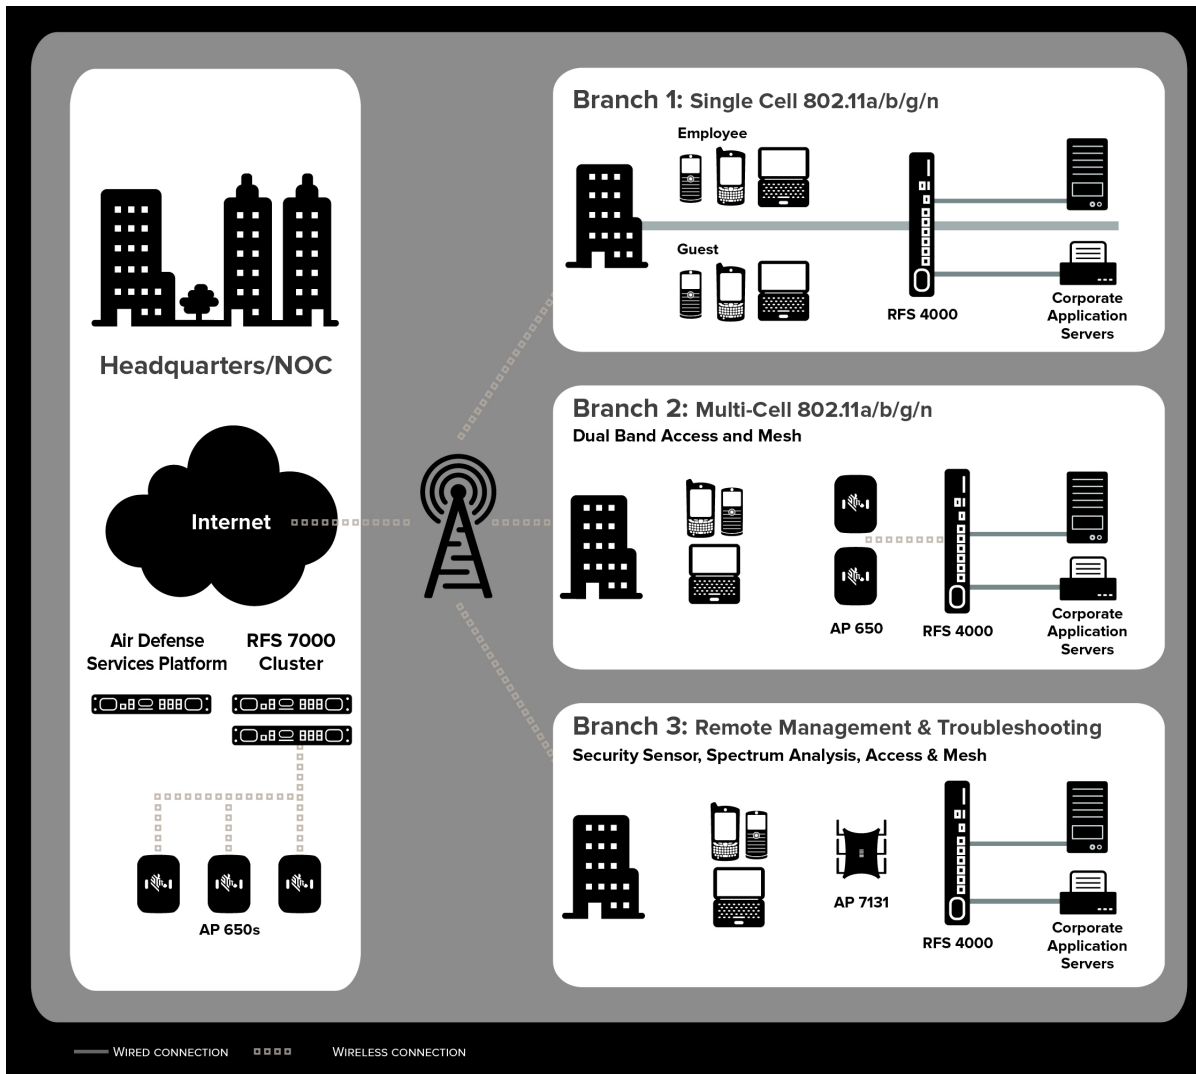 Headquarters/NOC
Internet
Air Defense
Services Platform
RFS 7000
Cluster
AP 650s
Branch 1: Single Cell 802.11a/b/g/n
Employee
Guest
RFS 4000
Corporate
Application
Servers
Branch 2: Multi-Cell 802.11a/b/g/n
Dual Band Access and Mesh
AP 650
RFS 4000
Corporate
Application
Servers
Branch 3: Remote Management & Troubleshooting
Security Sensor, Spectrum Analysis, Access & Mesh
AP 7131
RFS 4000
Corporate
Application
Servers
WIRED CONNECTION
WIRELESS CONNECTION